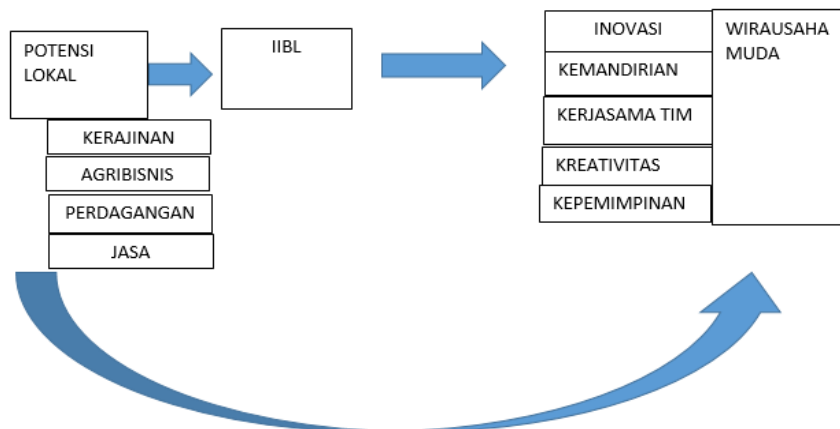 POTENSI
LOKAL
KERAJINAN
AGRIBISNIS
PERDAGANGAN
JASA
IIBL
INOVASI
KEMANDIRIAN
KERJASAMA TIM
KREATIVITAS
KEPEMIMPINAN
WIRAUSAHA
MUDA